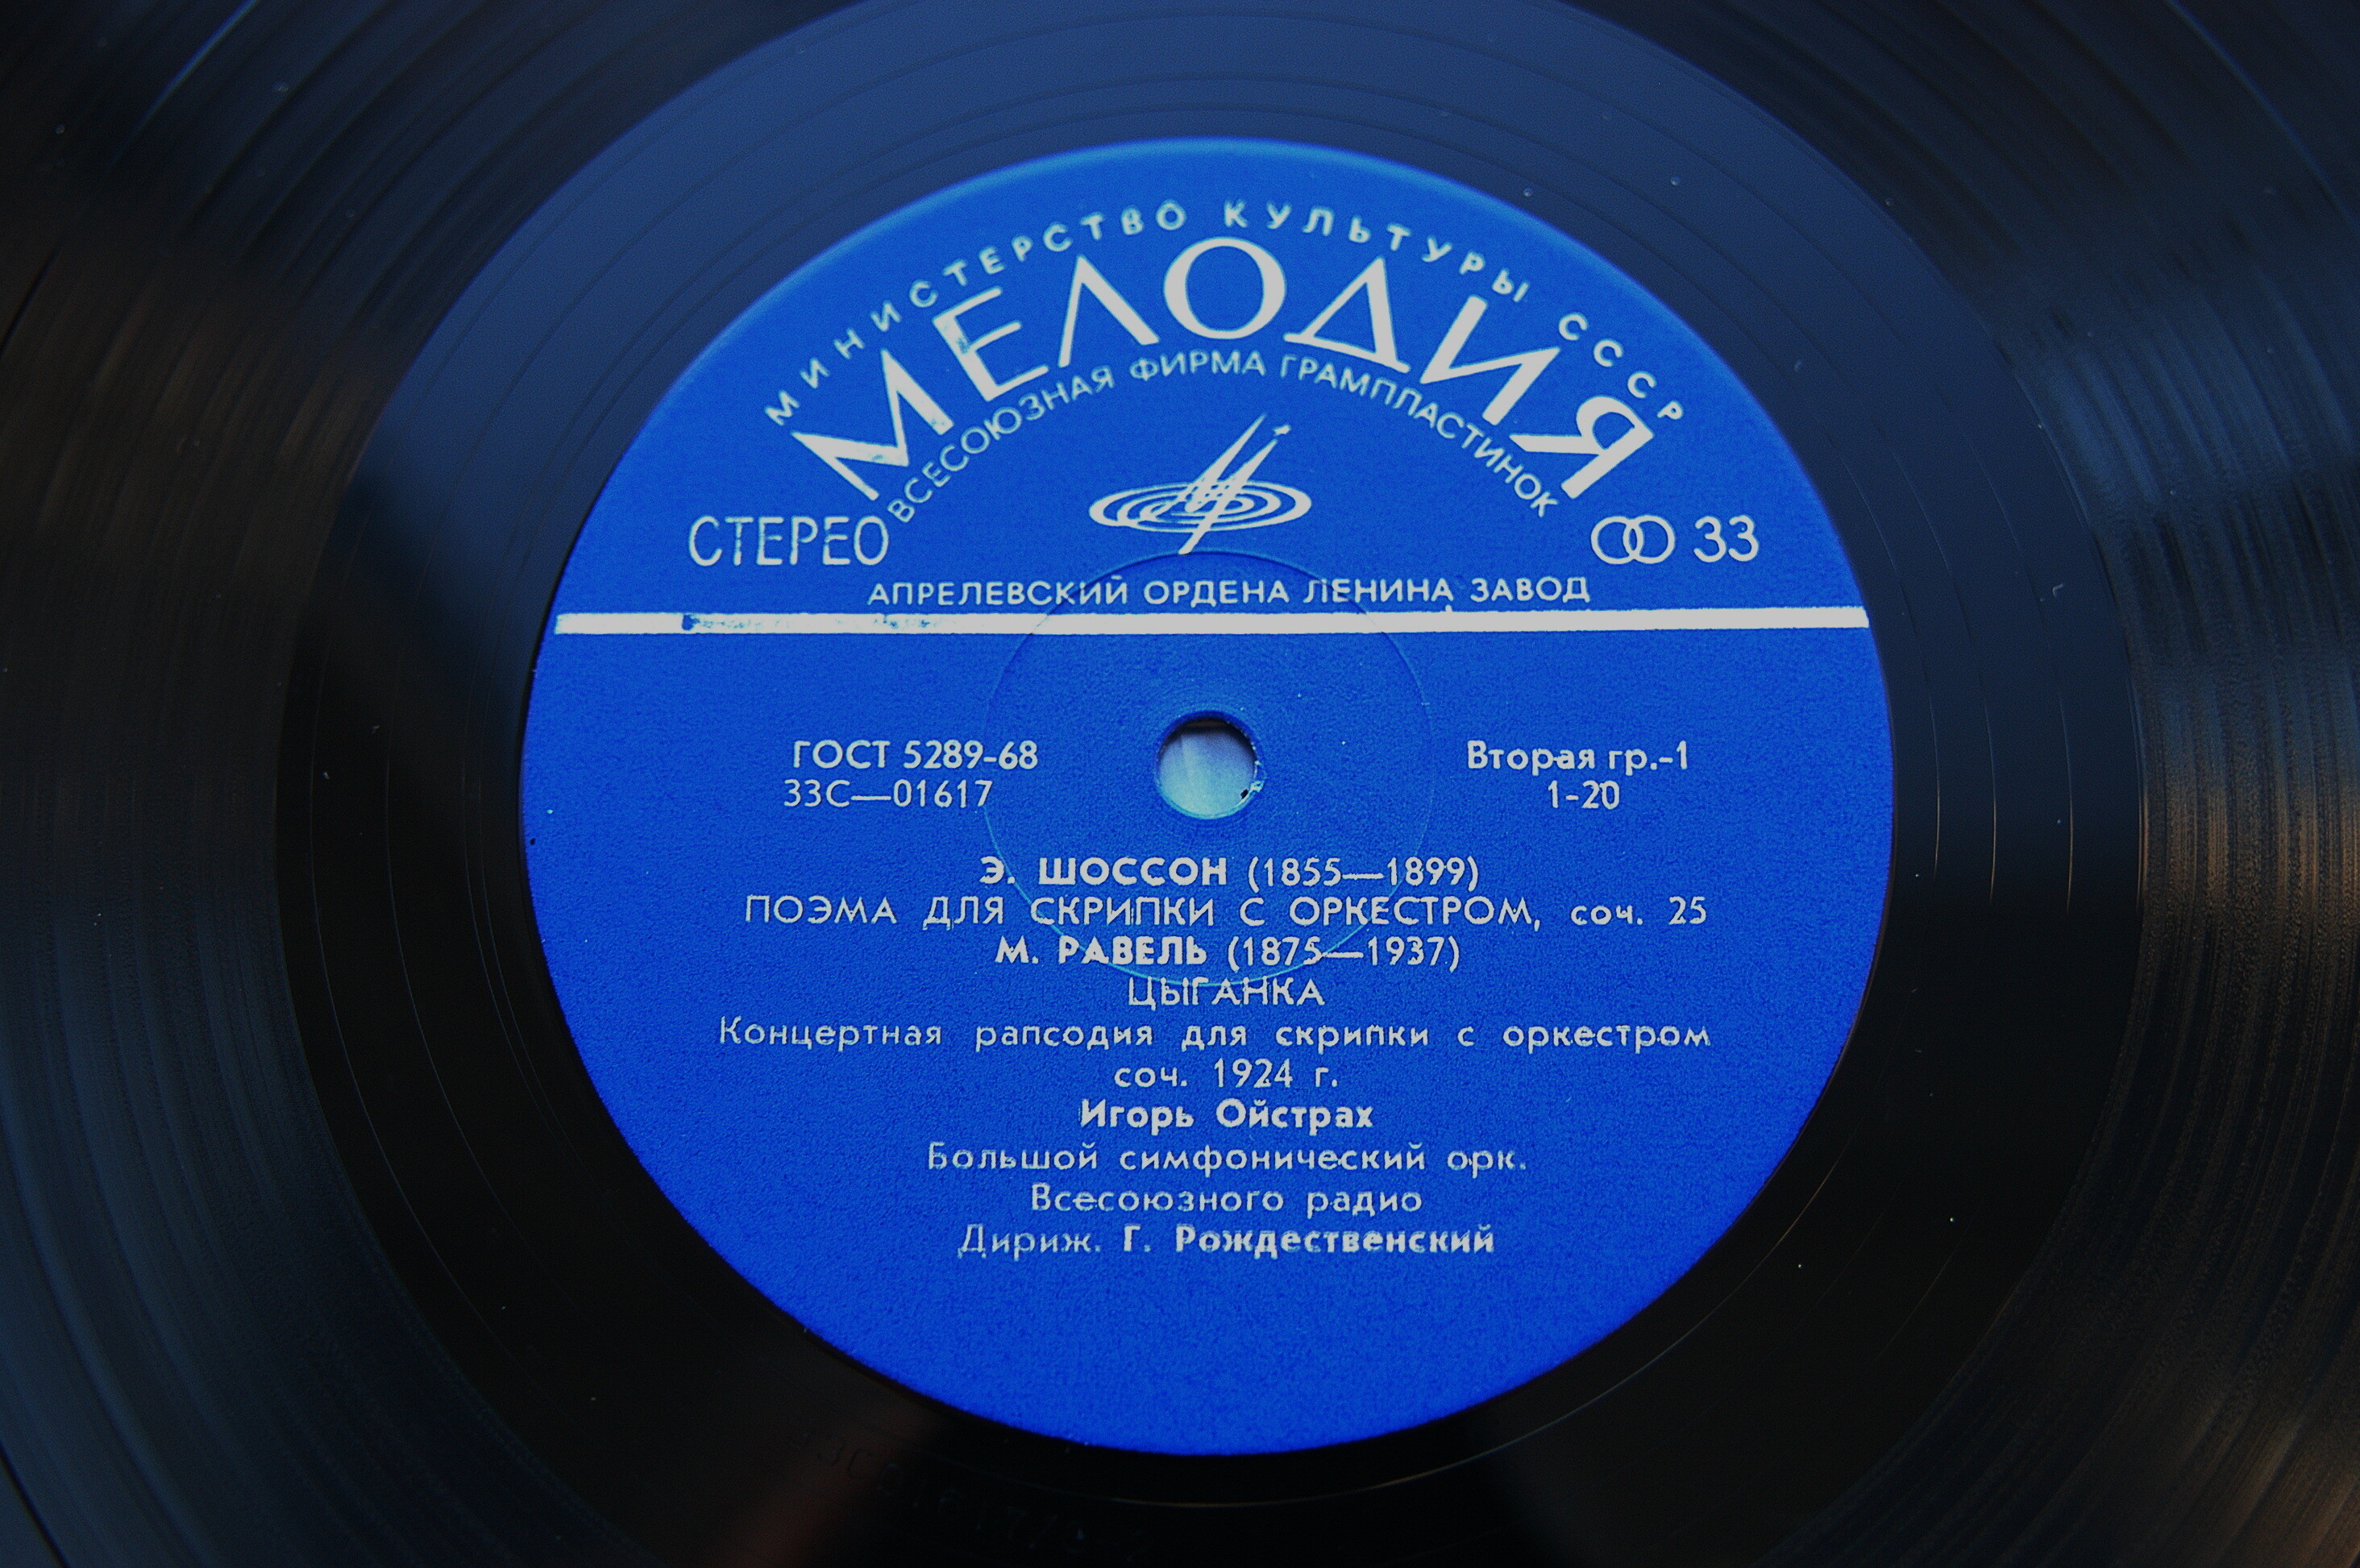 МИНИСТЕРСТВО КУЛЬТУРЫ СССР
МЕЛОДИЯ
ВСЕСОЮЗНАЯ ФИРМА ГРАМПЛАСТИНОК
СТЕРЕО 33
АПРЕЛЕВСКИЙ ОРДЕНА ЛЕНИНА ЗАВОД
ГОСТ 5289-68 Вторая гр.-1
33С—01617 1-20
Э. ШОССОН (1855—1899)
ПОЭМА ДЛЯ СКРИПКИ С ОРКЕСТРОМ, соч. 25
М. РАВЕЛЬ (1875—1937)
ЦЫГАНКА
Концертная рапсодия для скрипки с оркестром
соч. 1924 г.
Игорь Ойстрах
Большой симфонический орк.
Всесоюзного радио
Дириж. Г. Рождественский